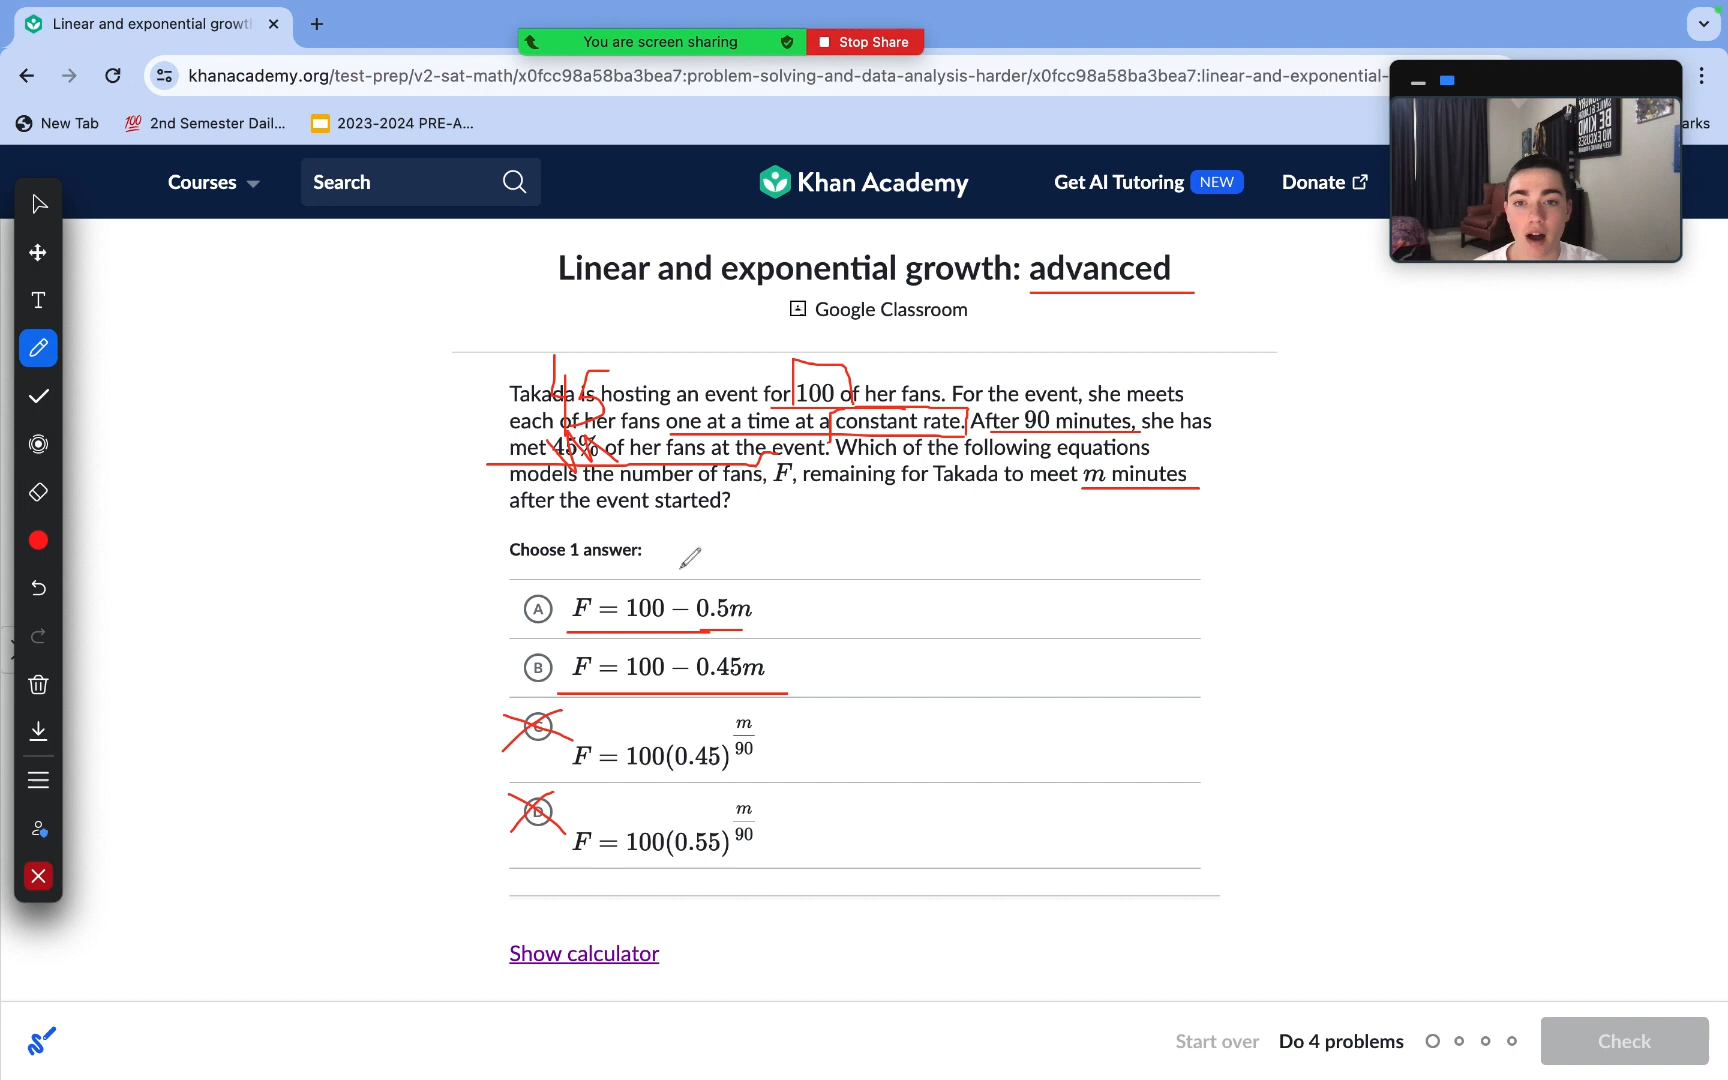 Linear and exponential growt
You are screen sharing
Stop Share
khanacademy.org/test-prep/v2-sat-math/x0fcc98a58ba3bea7:problem-solving-and-data-analysis-harder/x0fcc98a58ba3bea7:linear-and-exponential-
New Tab
2nd Semester Dail...
2023-2024 PRE-A...
arks
BE KIND
NO EXCUSES
Courses
Search
Khan Academy
Get AI Tutoring NEW
Donate
Linear and exponential growth: advanced
Google Classroom
45
Takada is hosting an event for 100 of her fans. For the event, she meets
each of her fans one at a time at a constant rate. After 90 minutes, she has
met 45% of her fans at the event. Which of the following equations
models the number of fans, F, remaining for Takada to meet m minutes
after the event started?
Choose 1 answer:
A F = 100 − 0.5m
B F = 100 − 0.45m
C F = 100(0.45)^(m/90)
D F = 100(0.55)^(m/90)
Show calculator
Start over
Do 4 problems
Check